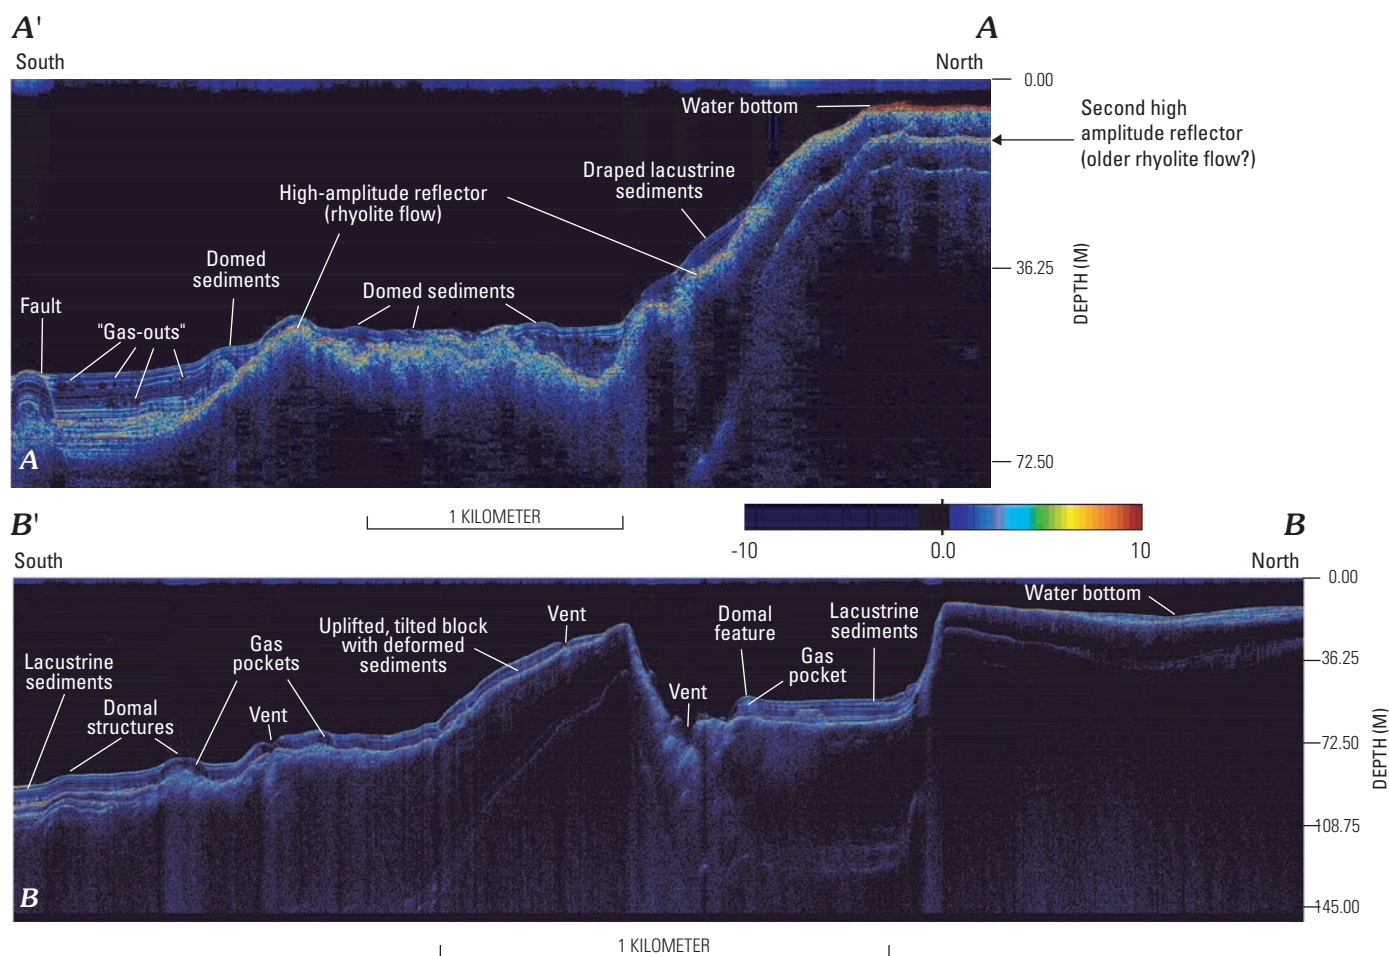 A'
A
South
North
0.00
Water bottom
Second high
amplitude reflector
(older rhyolite flow?)
Draped lacustrine
sediments
High-amplitude reflector
(rhyolite flow)
Domed
sediments
36.25
DEPTH (M)
Domed sediments
Fault
"Gas-outs"
A
72.50
1 KILOMETER
B'
B
-10
0.0
10
South
North
0.00
Water bottom
Vent
Domal
feature
Lacustrine
sediments
Uplifted, tilted block
with deformed
sediments
Gas
pockets
Gas
pocket
36.25
Lacustrine
sediments
Vent
Domal
structures
Vent
72.50
DEPTH (M)
108.75
B
145.00
1 KILOMETER